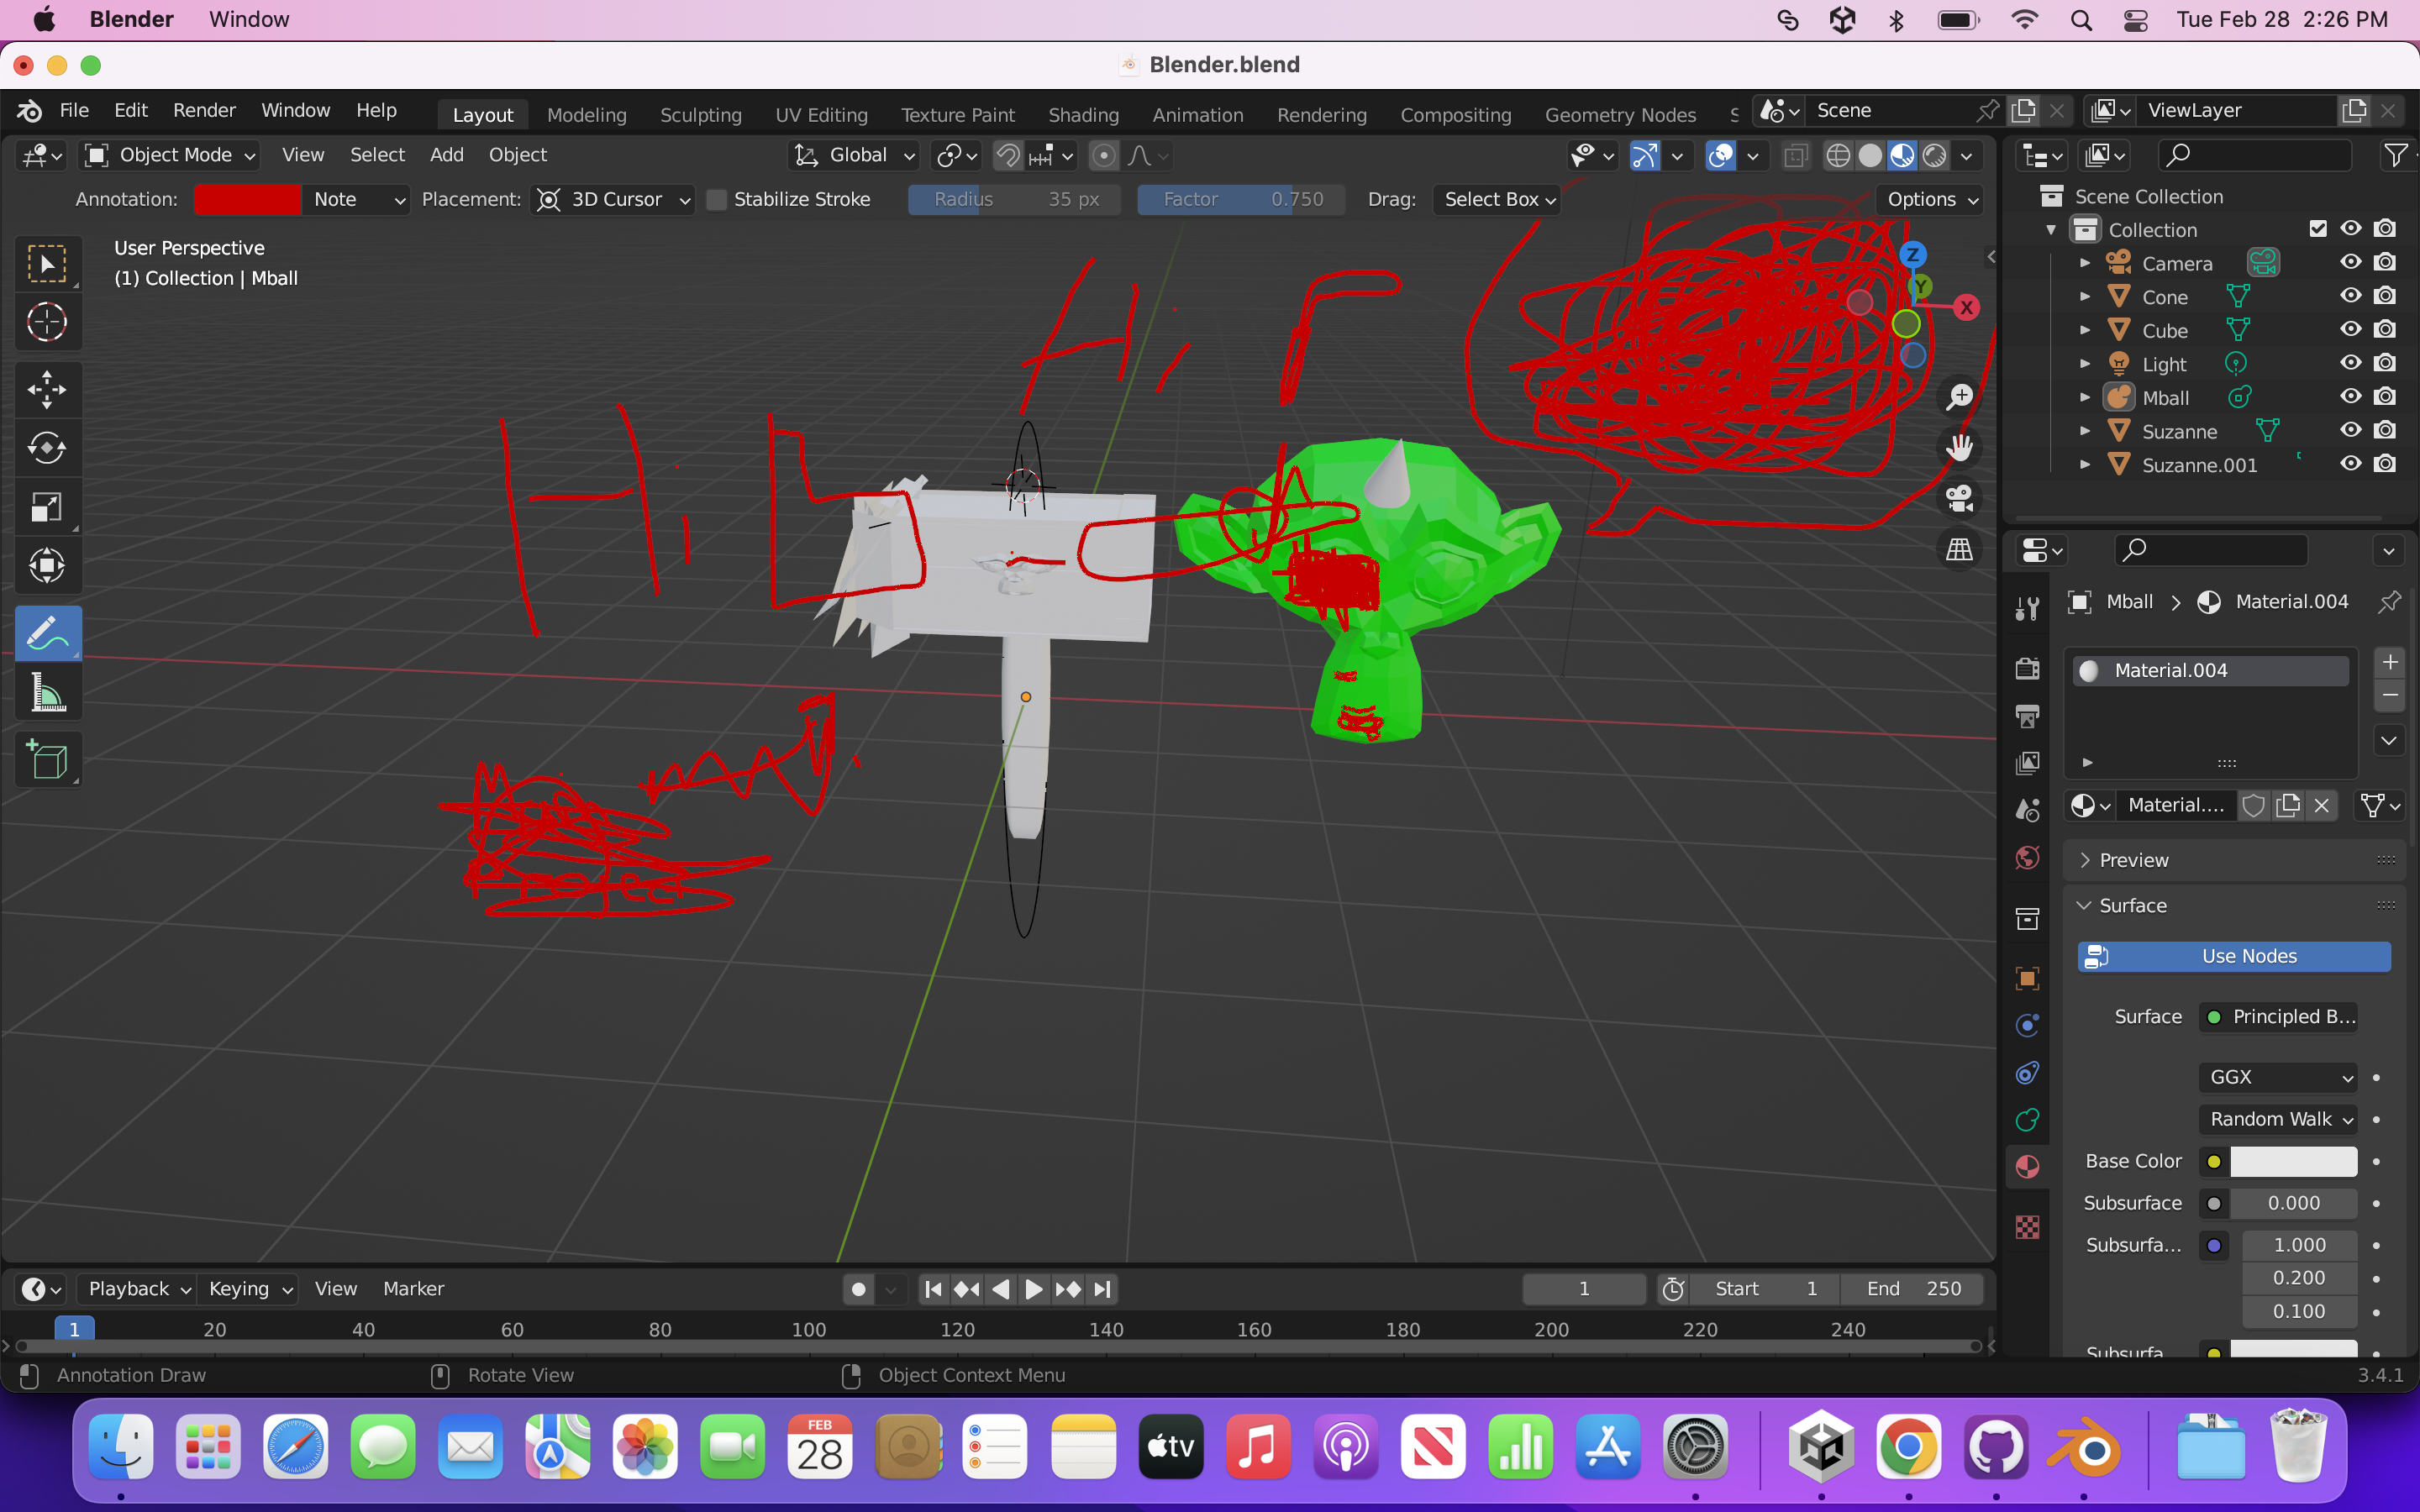 Blender Window Tue Feb 28 2:26 PM
Blender.blend
File Edit Render Window Help Layout Modeling Sculpting UV Editing Texture Paint Shading Animation Rendering Compositing Geometry Nodes S Scene ViewLayer
Object Mode View Select Add Object Global
Annotation: Note Placement: 3D Cursor Stabilize Stroke Radius 35 px Factor 0.750 Drag: Select Box Options
User Perspective
(1) Collection | Mball
Z
Y
X
Hi
Hi
Scene Collection
Collection
Camera
Cone
Cube
Light
Mball
Suzanne
Suzanne.001
Mball > Material.004
Material.004
Material....
Preview
Surface
Use Nodes
Surface Principled B...
GGX
Random Walk
Base Color
Subsurface 0.000
Subsurfa... 1.000
0.200
0.100
Subsurfa
Playback Keying View Marker 1 Start 1 End 250
1 20 40 60 80 100 120 140 160 180 200 220 240
Annotation Draw Rotate View Object Context Menu 3.4.1
FEB
28
tv